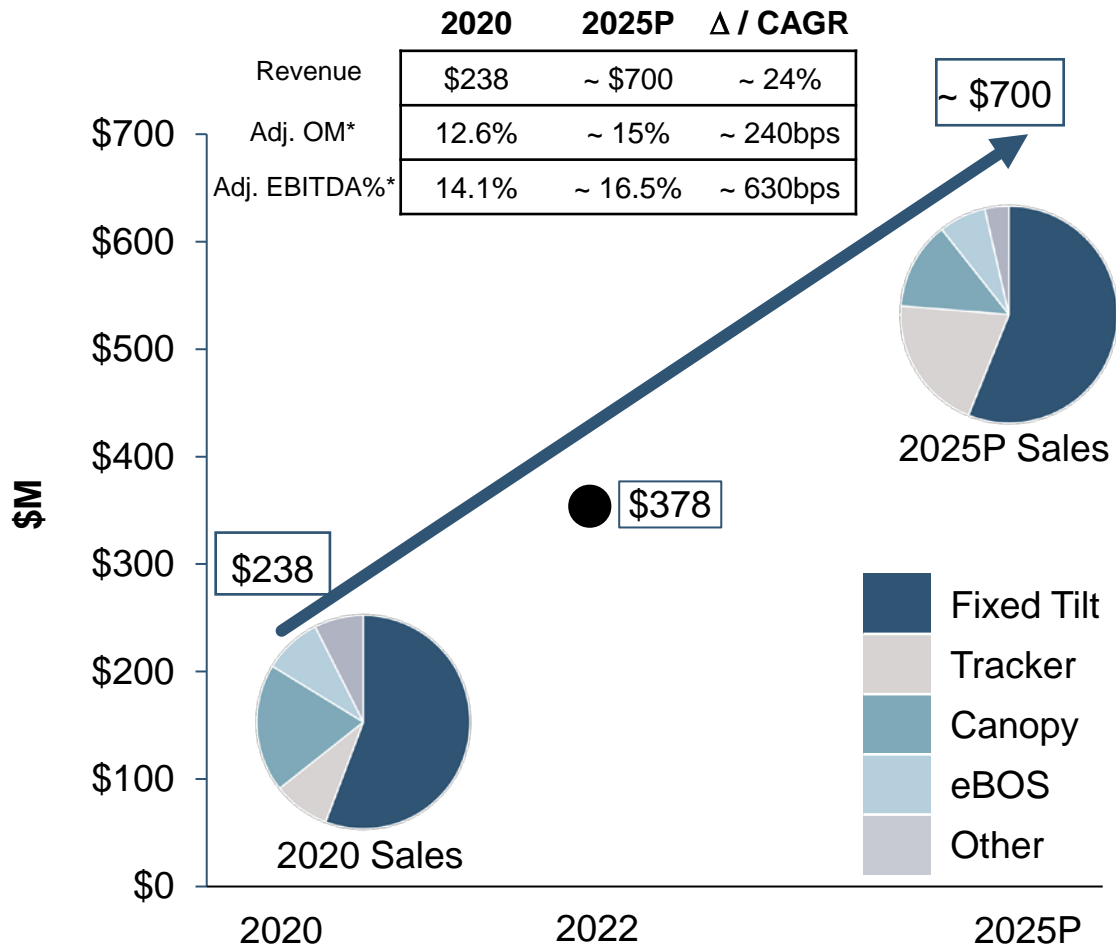 2020 2025P Δ / CAGR
Revenue $238 ~ $700 ~ 24%
Adj. OM* 12.6% ~ 15% ~ 240bps
Adj. EBITDA%* 14.1% ~ 16.5% ~ 630bps
~ $700
$700
$600
$500
$400
$300
$200
$100
$0
$M
2025P Sales
$378
$238
Fixed Tilt
Tracker
Canopy
eBOS
Other
2020 Sales
2020 2022 2025P